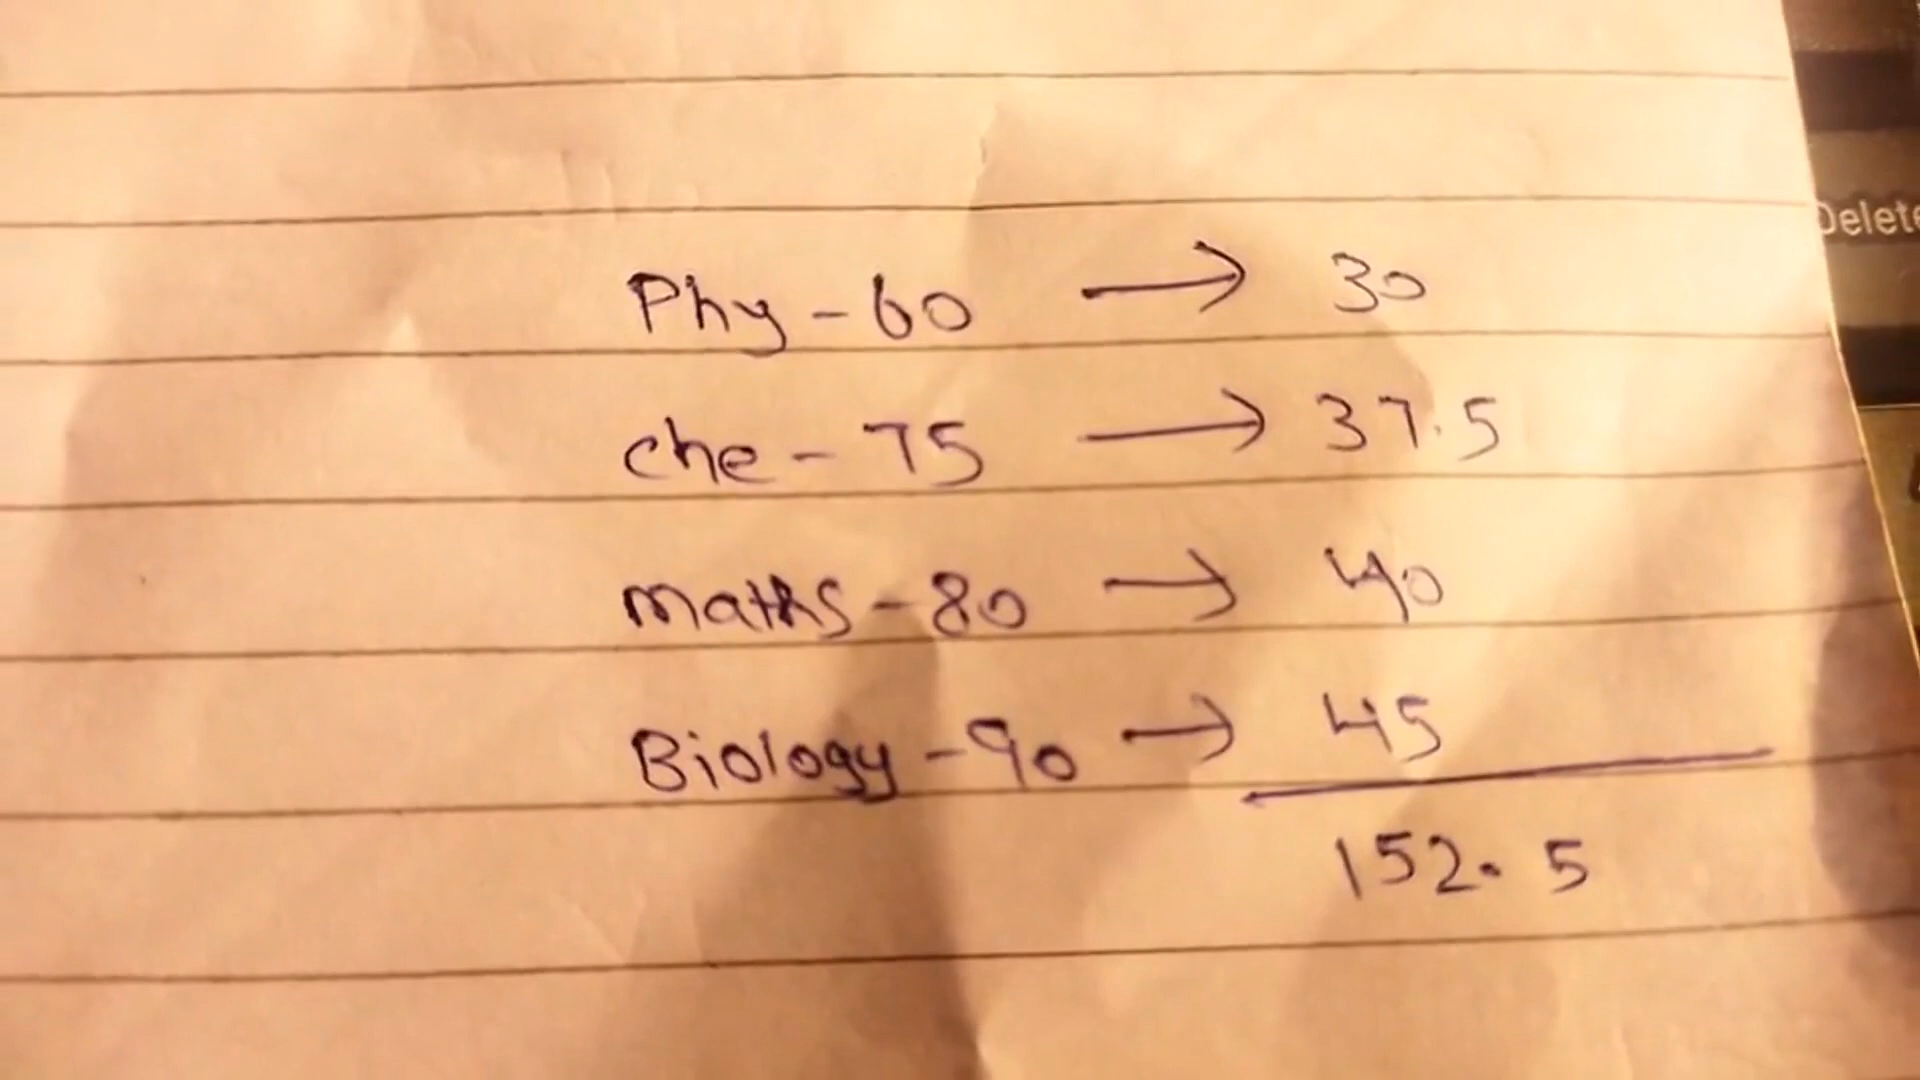 Phy - 60 → 30
che - 75 → 37.5
maths - 80 → 40
Biology - 90 → 45
152.5
Delete